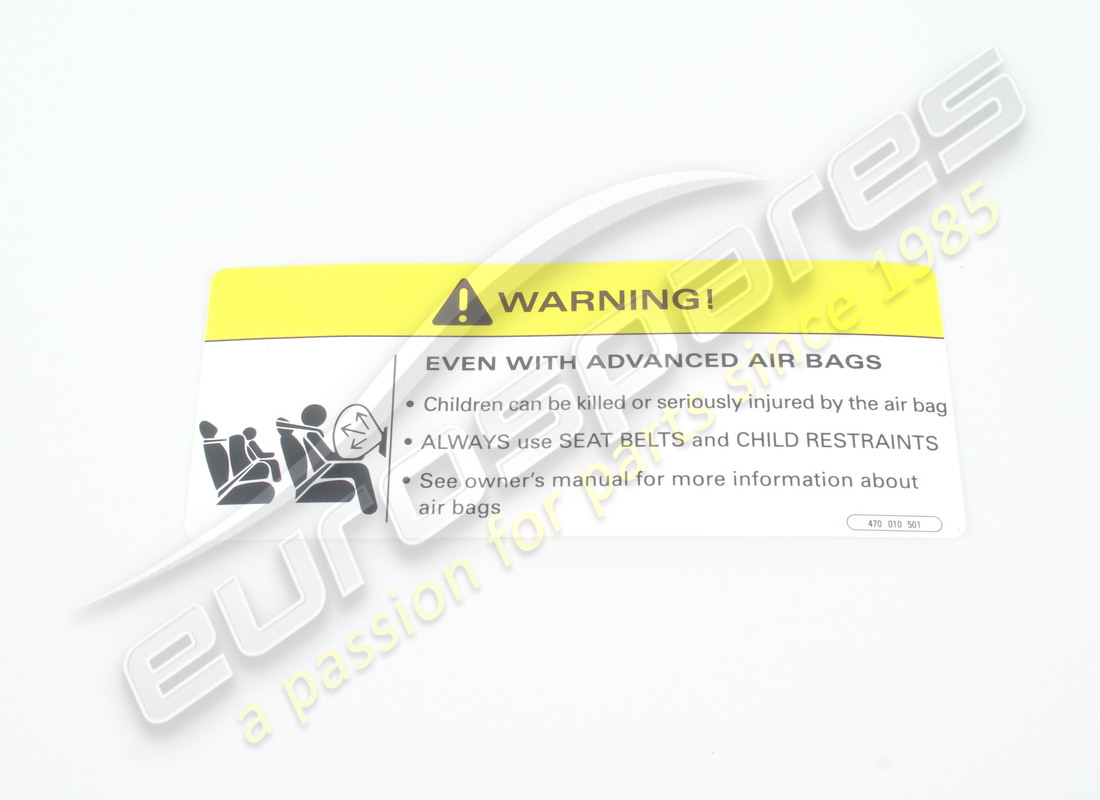 WARNING!
EVEN WITH ADVANCED AIR BAGS
• Children can be killed or seriously injured by the air bag
• ALWAYS use SEAT BELTS and CHILD RESTRAINTS
• See owner's manual for more information about
air bags
470 010 501
eurospares
a passion for parts since 1985